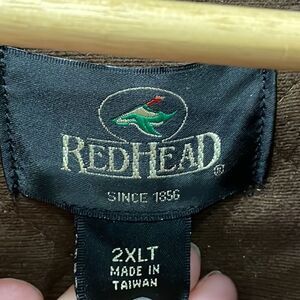 REDHEAD®
SINCE 1856
2XLT
MADE IN
TAIWAN